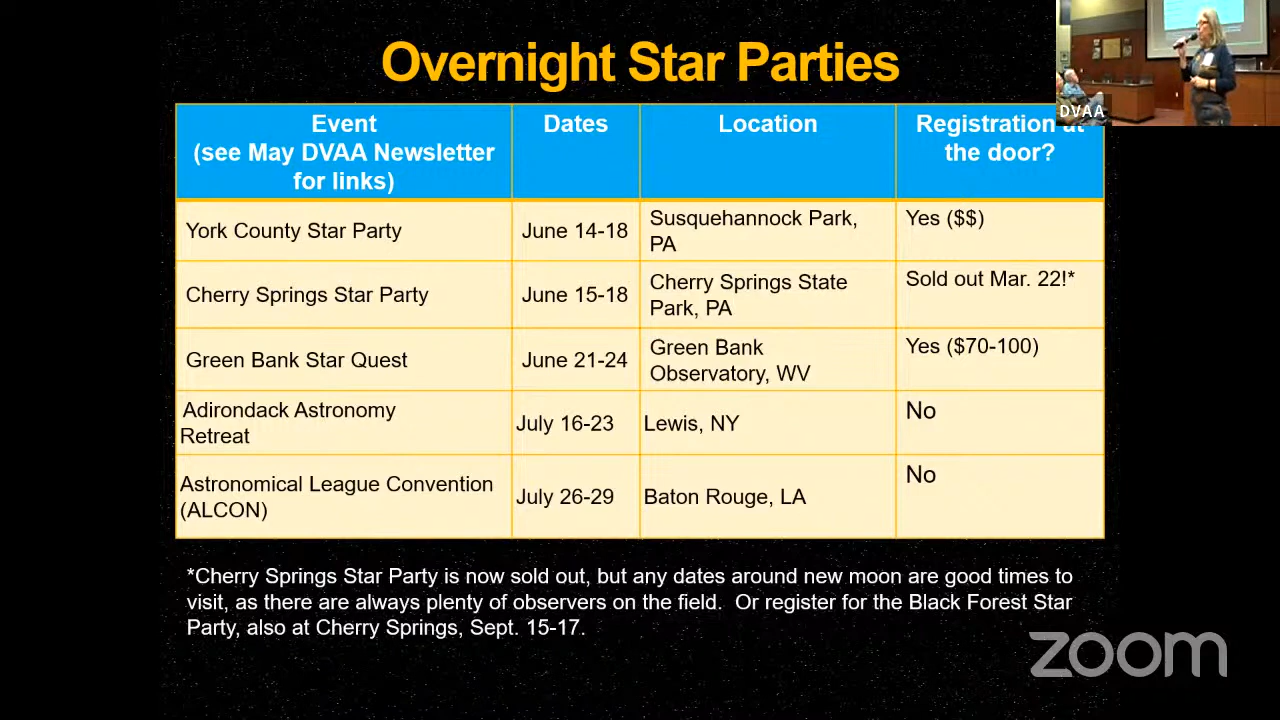 Overnight Star Parties
DVAA
Event
(see May DVAA Newsletter
for links)
Dates
Location
Registration at
the door?
York County Star Party
June 14-18
Susquehannock Park,
PA
Yes ($$)
Cherry Springs Star Party
June 15-18
Cherry Springs State
Park, PA
Sold out Mar. 22!*
Green Bank Star Quest
June 21-24
Green Bank
Observatory, WV
Yes ($70-100)
Adirondack Astronomy
Retreat
July 16-23
Lewis, NY
No
Astronomical League Convention
(ALCON)
July 26-29
Baton Rouge, LA
No
*Cherry Springs Star Party is now sold out, but any dates around new moon are good times to
visit, as there are always plenty of observers on the field.  Or register for the Black Forest Star
Party, also at Cherry Springs, Sept. 15-17.
zoom